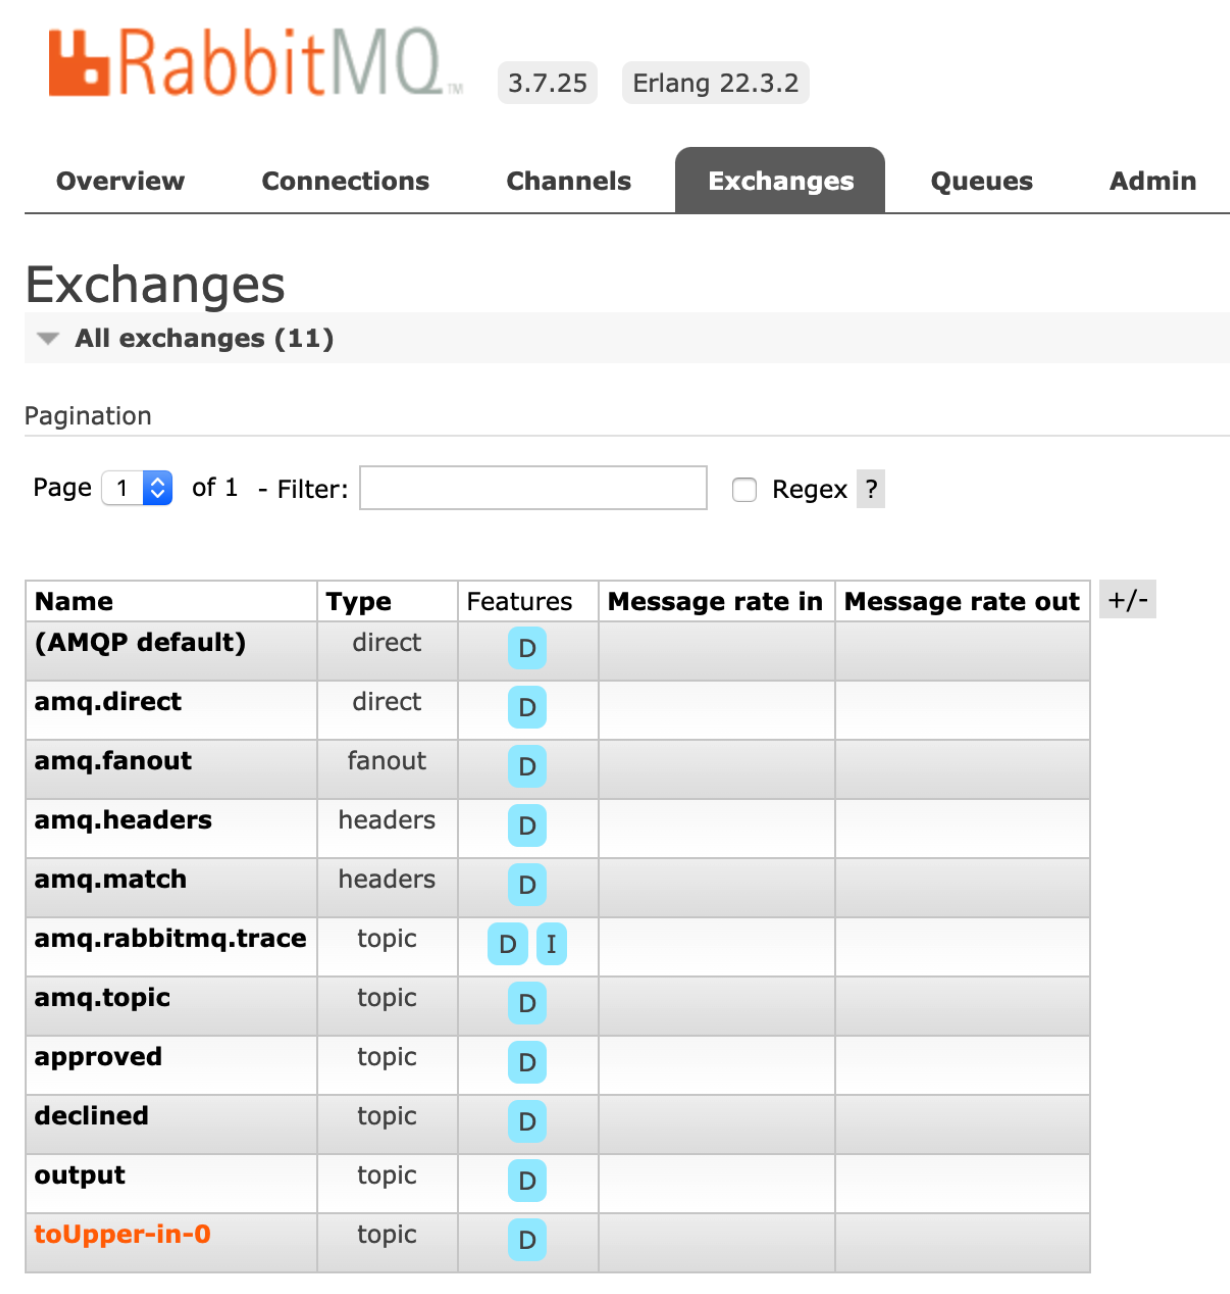 RabbitMQ TM 3.7.25 Erlang 22.3.2
Overview Connections Channels Exchanges Queues Admin
Exchanges
All exchanges (11)
Pagination
Page 1 of 1 - Filter: Regex ?
Name Type Features Message rate in Message rate out +/-
(AMQP default) direct D
amq.direct direct D
amq.fanout fanout D
amq.headers headers D
amq.match headers D
amq.rabbitmq.trace topic D I
amq.topic topic D
approved topic D
declined topic D
output topic D
toUpper-in-0 topic D